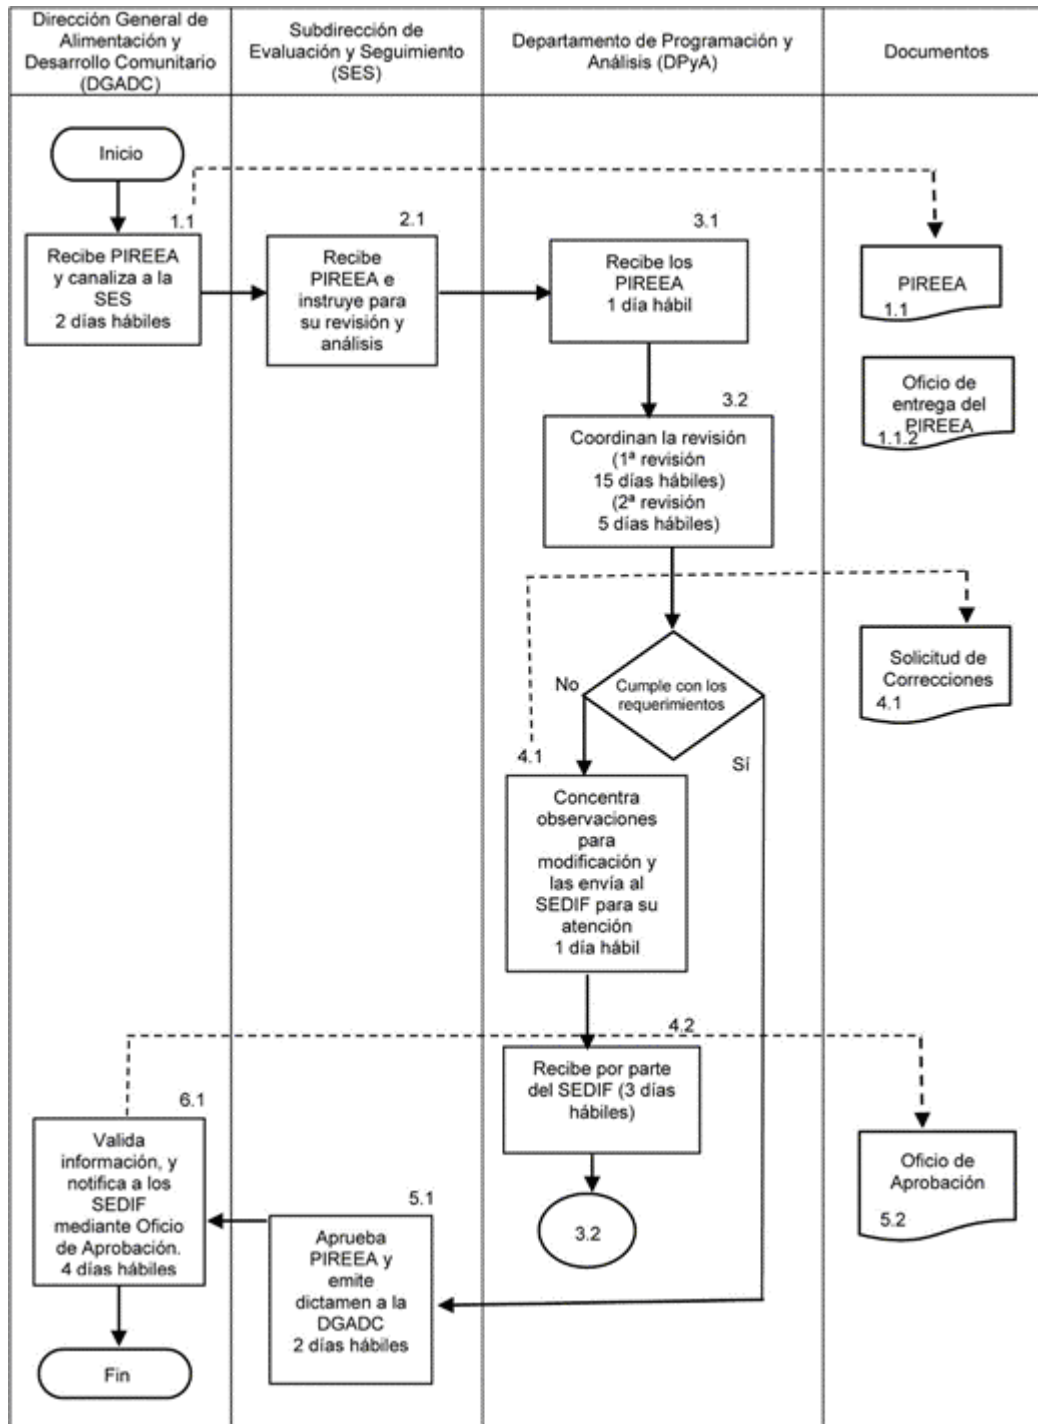 Dirección General de
Alimentación y
Desarrollo Comunitario
(DGADC)
Subdirección de
Evaluación y Seguimiento
(SES)
Departamento de Programación y
Análisis (DPyA)
Documentos
Inicio
1.1
Recibe PIREEA
y canaliza a la
SES
2 días hábiles
2.1
Recibe
PIREEA e
instruye para
su revisión y
análisis
3.1
Recibe los
PIREEA
1 día hábil
PIREEA
1.1
Oficio de
entrega del
PIREEA
1.1.2
3.2
Coordinan la revisión
(1ª revisión
15 días hábiles)
(2ª revisión
5 días hábiles)
Cumple con los
requerimientos
No
Sí
Solicitud de
Correcciones
4.1
4.1
Concentra
observaciones
para
modificación y
las envía al
SEDIF para su
atención
1 día hábil
4.2
Recibe por parte
del SEDIF (3 días
hábiles)
3.2
5.1
Aprueba
PIREEA y
emite
dictamen a la
DGADC
2 días hábiles
6.1
Valida
información, y
notifica a los
SEDIF
mediante Oficio
de Aprobación.
4 días hábiles
Oficio de
Aprobación
5.2
Fin